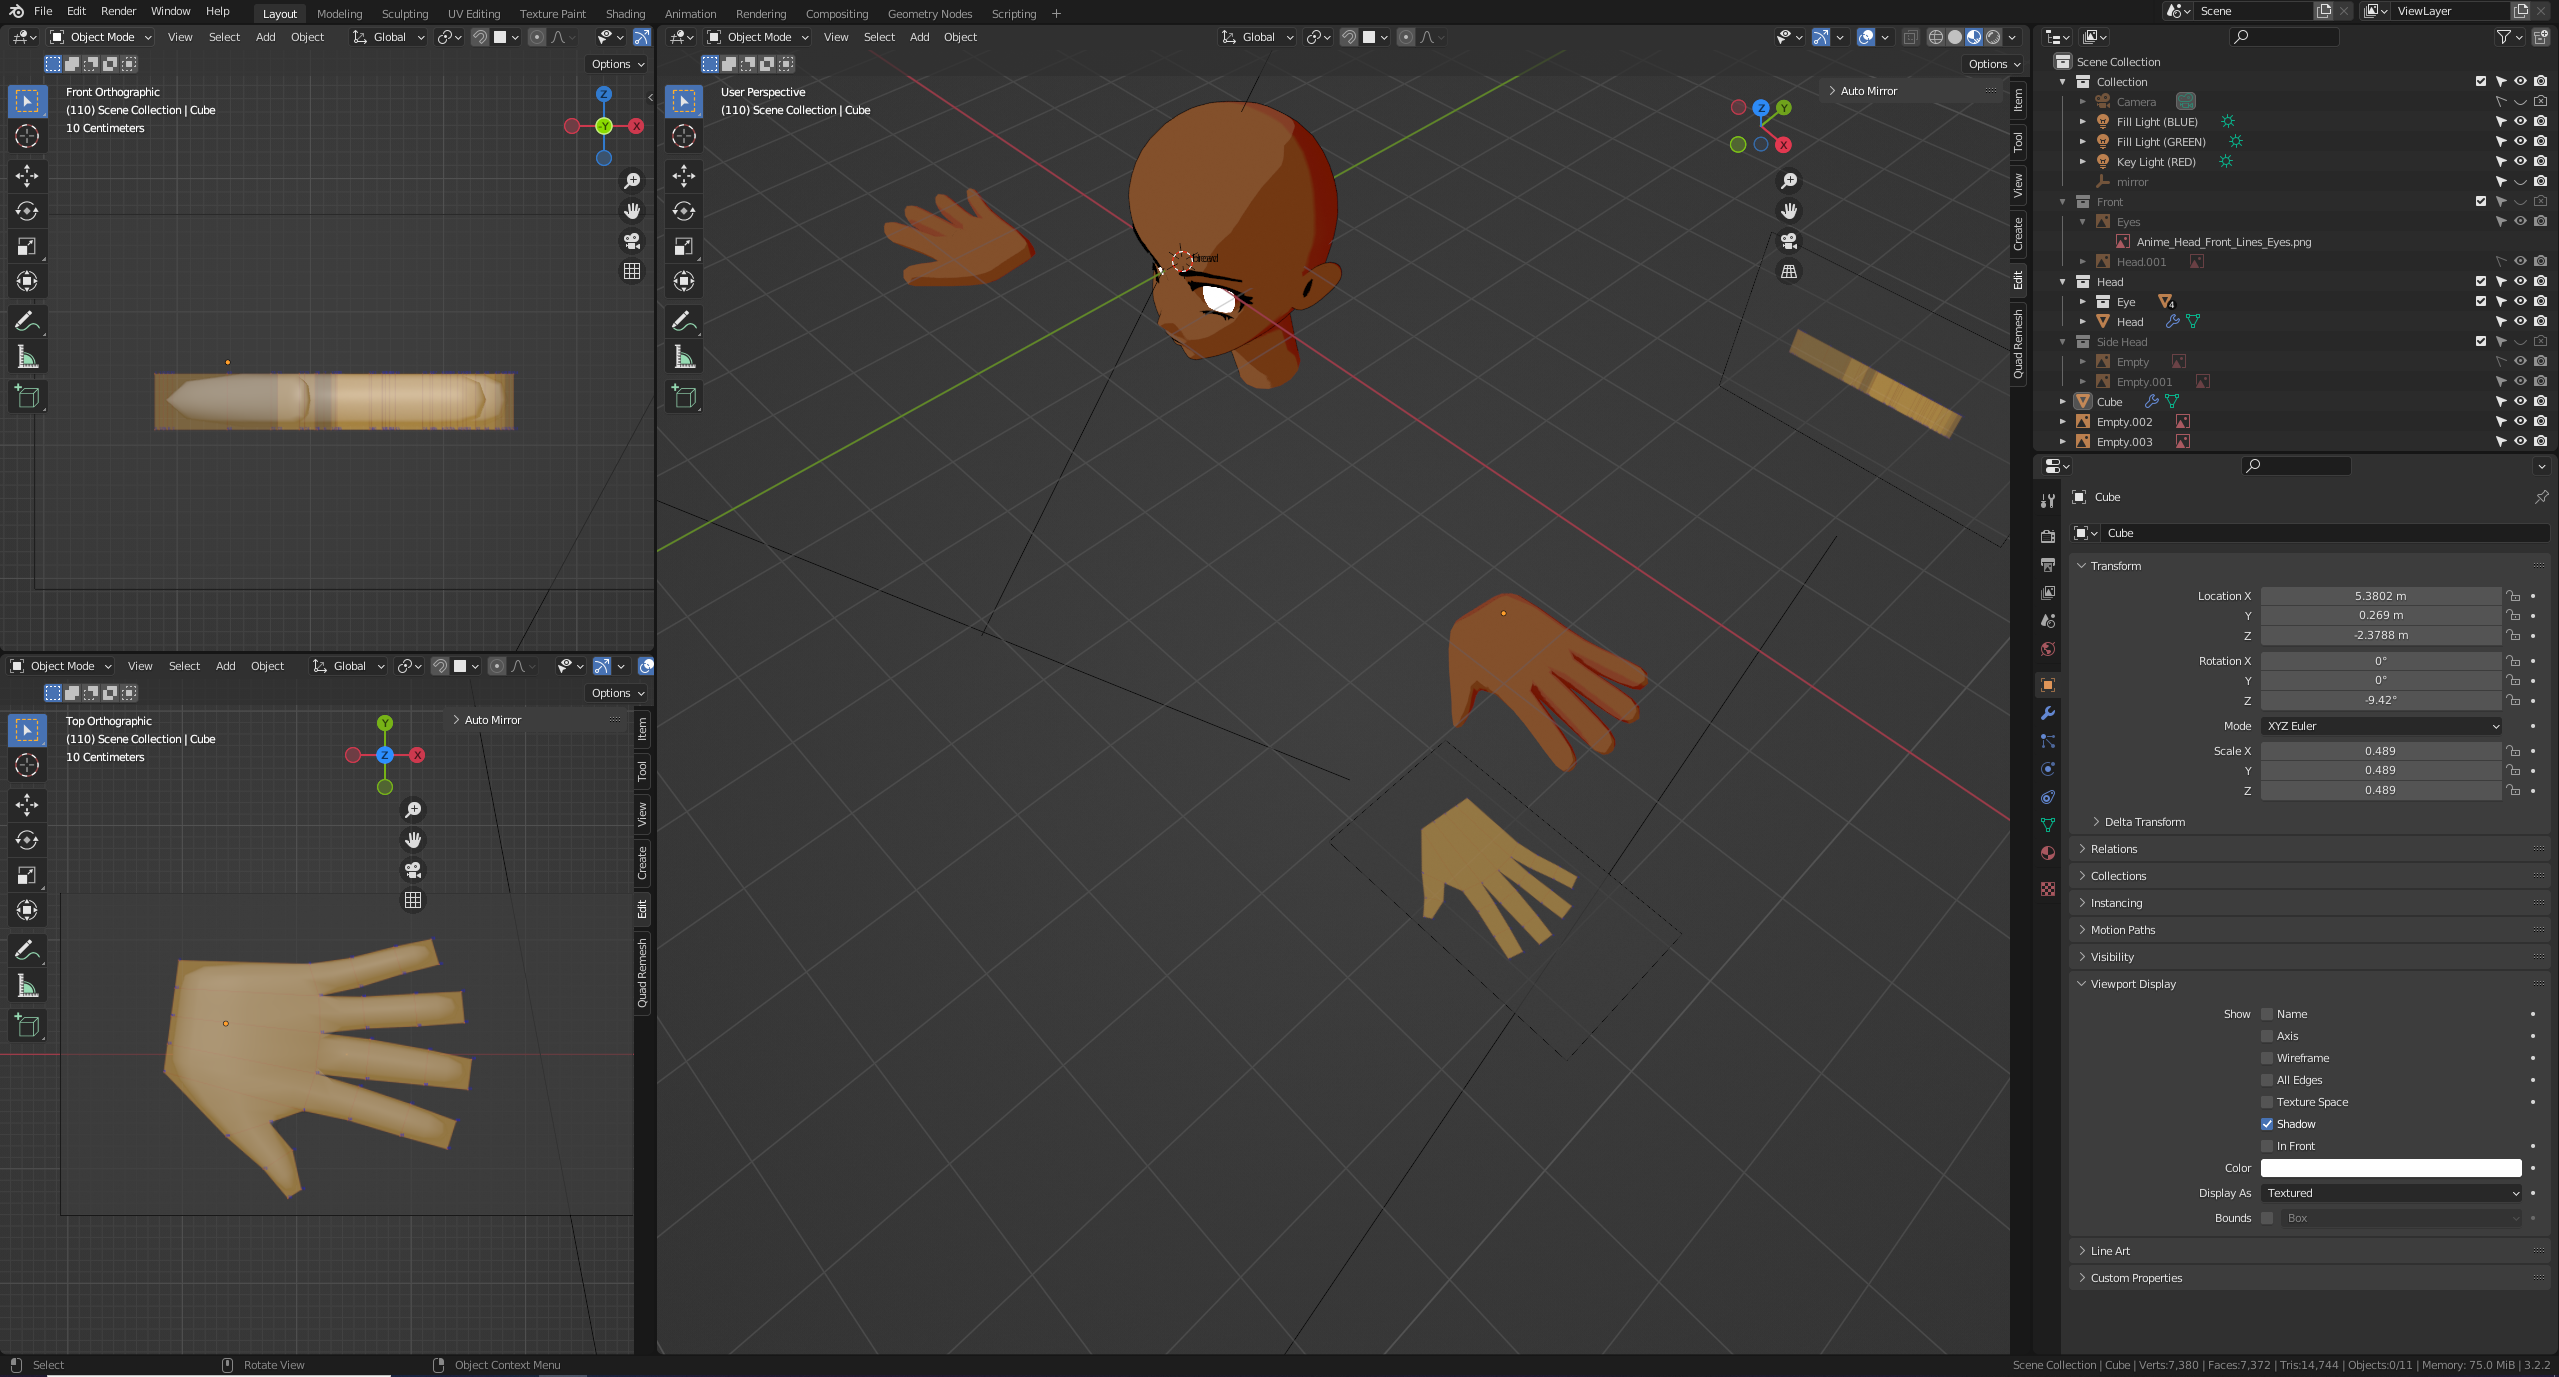 File Edit Render Window Help Layout Modeling Sculpting UV Editing Texture Paint Shading Animation Rendering Compositing Geometry Nodes Scripting + Scene ViewLayer
Object Mode View Select Add Object Global
Options
Front Orthographic
(110) Scene Collection | Cube
10 Centimeters
Z
-Y
X
Object Mode View Select Add Object Global
Options
Top Orthographic
(110) Scene Collection | Cube
10 Centimeters
Auto Mirror
Y
Z
X
Item
Tool
View
Create
Edit
Quad Remesh
Object Mode View Select Add Object Global
Options
User Perspective
(110) Scene Collection | Cube
Auto Mirror
Z
Y
X
Item
Tool
View
Create
Edit
Quad Remesh
Scene Collection
Collection
Camera
Fill Light (BLUE)
Fill Light (GREEN)
Key Light (RED)
mirror
Front
Eyes
Anime_Head_Front_Lines_Eyes.png
Head.001
Head
Eye 4
Head
Side Head
Empty
Empty.001
Cube
Empty.002
Empty.003
Cube
Cube
Transform
Location X 5.3802 m
Y 0.269 m
Z -2.3788 m
Rotation X 0°
Y 0°
Z -9.42°
Mode XYZ Euler
Scale X 0.489
Y 0.489
Z 0.489
Delta Transform
Relations
Collections
Instancing
Motion Paths
Visibility
Viewport Display
Show Name
Axis
Wireframe
All Edges
Texture Space
Shadow
In Front
Color
Display As Textured
Bounds Box
Line Art
Custom Properties
Select Rotate View Object Context Menu Scene Collection | Cube | Verts:7,380 | Faces:7,372 | Tris:14,744 | Objects:0/11 | Memory: 75.0 MiB | 3.2.2